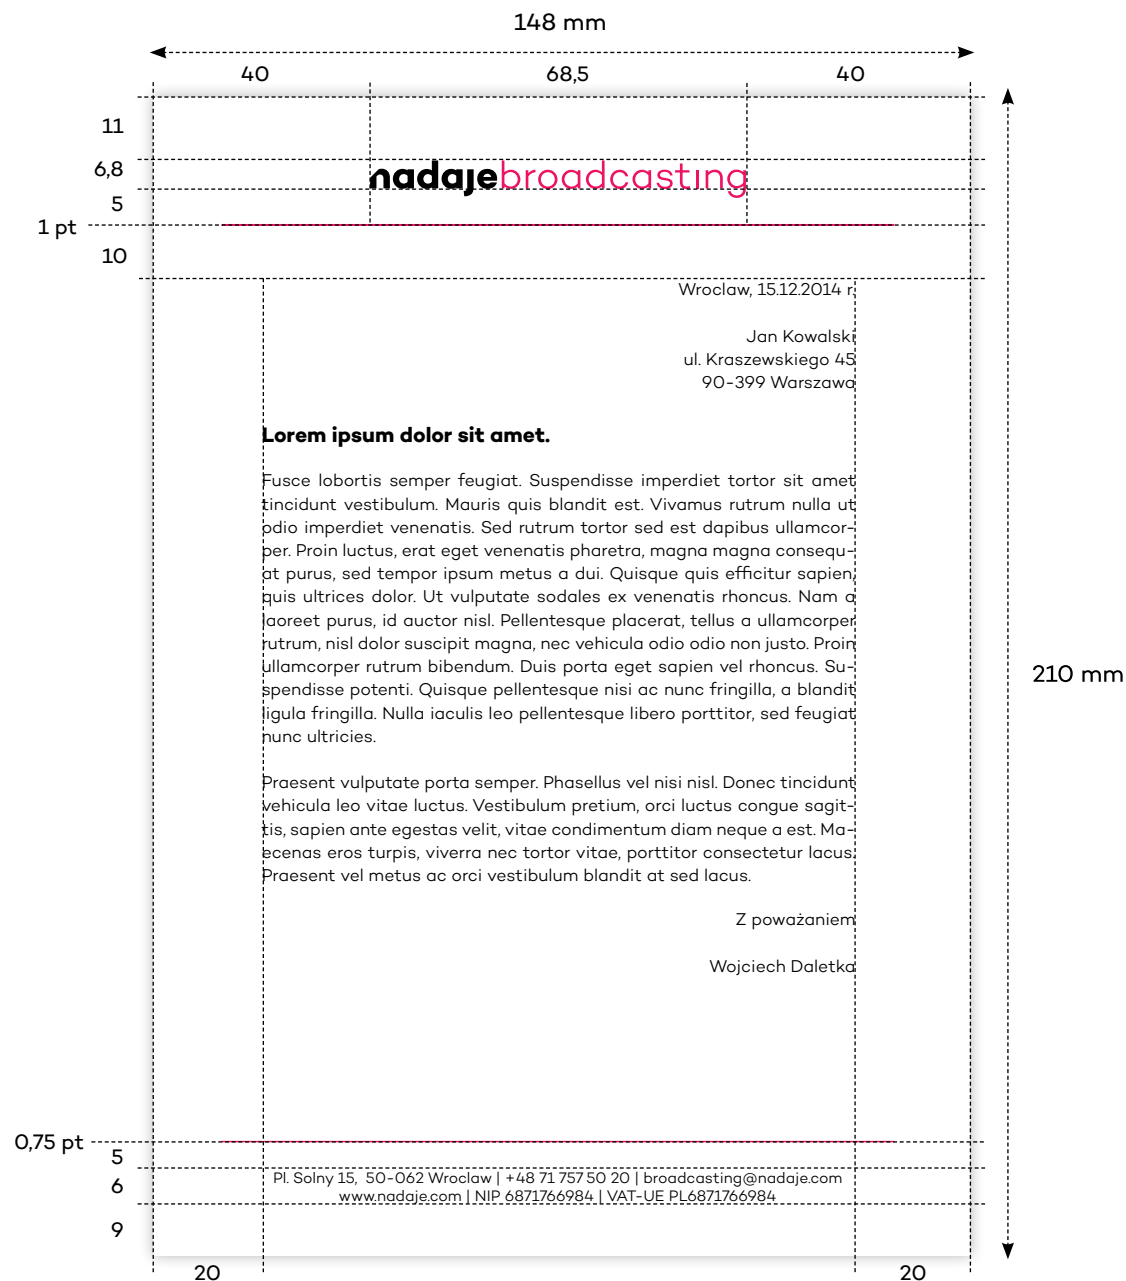 148 mm
40 68,5 40
11
6,8
nadajebroadcasting
5
1 pt
10
Wroclaw, 15.12.2014 r.
Jan Kowalski
ul. Kraszewskiego 45
90-399 Warszawa
Lorem ipsum dolor sit amet.
Fusce lobortis semper feugiat. Suspendisse imperdiet tortor sit amet
tincidunt vestibulum. Mauris quis blandit est. Vivamus rutrum nulla ut
odio imperdiet venenatis. Sed rutrum tortor sed est dapibus ullamcor-
per. Proin luctus, erat eget venenatis pharetra, magna magna consequ-
at purus, sed tempor ipsum metus a dui. Quisque quis efficitur sapien,
quis ultrices dolor. Ut vulputate sodales ex venenatis rhoncus. Nam a
laoreet purus, id auctor nisl. Pellentesque placerat, tellus a ullamcorper
rutrum, nisl dolor suscipit magna, nec vehicula odio odio non justo. Proin
ullamcorper rutrum bibendum. Duis porta eget sapien vel rhoncus. Su-
210 mm
spendisse potenti. Quisque pellentesque nisi ac nunc fringilla, a blandit
ligula fringilla. Nulla iaculis leo pellentesque libero porttitor, sed feugiat
nunc ultricies.
Praesent vulputate porta semper. Phasellus vel nisi nisl. Donec tincidunt
vehicula leo vitae luctus. Vestibulum pretium, orci luctus congue sagit-
tis, sapien ante egestas velit, vitae condimentum diam neque a est. Ma-
ecenas eros turpis, viverra nec tortor vitae, porttitor consectetur lacus.
Praesent vel metus ac orci vestibulum blandit at sed lacus.
Z poważaniem
Wojciech Daletka
0,75 pt
5
Pl. Solny 15, 50-062 Wroclaw | +48 71 757 50 20 | broadcasting@nadaje.com
6
www.nadaje.com | NIP 6871766984 | VAT-UE PL6871766984
9
20 20